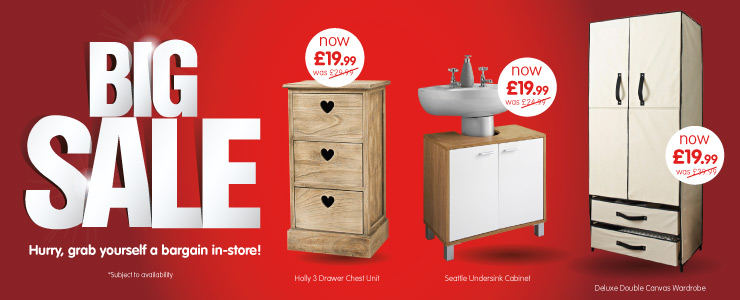 BIG
SALE
Hurry, grab yourself a bargain in-store!
*Subject to availability
now
£19.99
was £29.99
Holly 3 Drawer Chest Unit
now
£19.99
was £24.99
Seattle Undersink Cabinet
now
£19.99
was £39.99
Deluxe Double Canvas Wardrobe